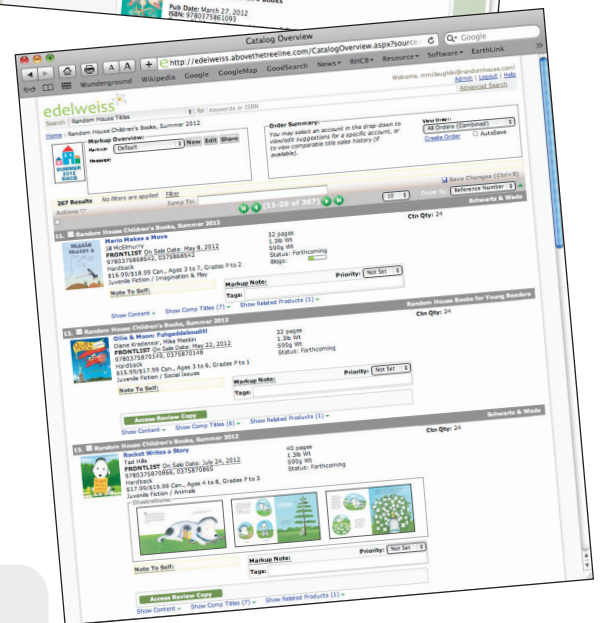 Pub Date: March 27, 2012
ISBN: 9780375861093
Catalog Overview
http://edelweiss.abovethetreeline.com/CatalogOverview.aspx?source=
Google
Wunderground Wikipedia Google GoogleMap GoodSearch News RHCB Resource Software EarthLink
Welcome, nmclaughlin@randomhouse.com!
Admin | Logout | Help
Advanced Search
edelweiss
Search Random House Titles for Keywords or ISBN
Home / Random House Children's Books, Summer 2012
SUMMER
2012
RHCB
Markup Overview:
Markup: Default New Edit Share
Message:
Order Summary:
You may select an account in the drop-down to
view/edit suggestions for a specific account, or
to view comparable title sales history (if
available).
View Order:
All Orders (Combined)
Create Order AutoSave
267 Results No filters are applied Filter
Save Changes (Ctrl+S)
Actions Jump To: (11-20 of 267) 10 Order By: Reference Number
11. Random House Children's Books, Summer 2012 Schwartz & Wade
Mario Makes a Move
Jill McElmurry
FRONTLIST On Sale Date: May 8, 2012
9780375868542, 0375868542
Hardback
$16.99/$18.99 Can., Ages 3 to 7, Grades P to 2
Juvenile Fiction / Imagination & Play
32 pages
1.3lb Wt
590g Wt
Status: Forthcoming
Blogs:
Ctn Qty: 24
Note To Self:
Markup Note:
Priority: Not Set
Tags:
Show Content Show Comp Titles (7) Show Related Products (1)
12. Random House Children's Books, Summer 2012 Random House Books for Young Readers
Ollie & Moon: Fuhgeddaboudit!
Diane Kredensor, Mike Meskin
FRONTLIST On Sale Date: May 22, 2012
9780375870149, 0375870148
Hardback
$15.99/$17.99 Can., Ages 3 to 6, Grades P to 1
Juvenile Fiction / Social Issues
32 pages
1.3lb Wt
590g Wt
Status: Forthcoming
Ctn Qty: 24
Note To Self:
Markup Note:
Priority: Not Set
Tags:
Access Review Copy
Show Content Show Comp Titles (6) Show Related Products (1)
13. Random House Children's Books, Summer 2012 Schwartz & Wade
Rocket Writes a Story
Tad Hills
FRONTLIST On Sale Date: July 24, 2012
9780375870866, 0375870865
Hardback
$17.99/$19.99 Can., Ages 4 to 8, Grades P to 3
Juvenile Fiction / Animals
40 pages
1.3lb Wt
590g Wt
Status: Forthcoming
Ctn Qty: 24
Illustrations:
Note To Self:
Markup Note:
Priority: Not Set
Tags:
Access Review Copy
Show Content Show Comp Titles (7) Show Related Products (1)